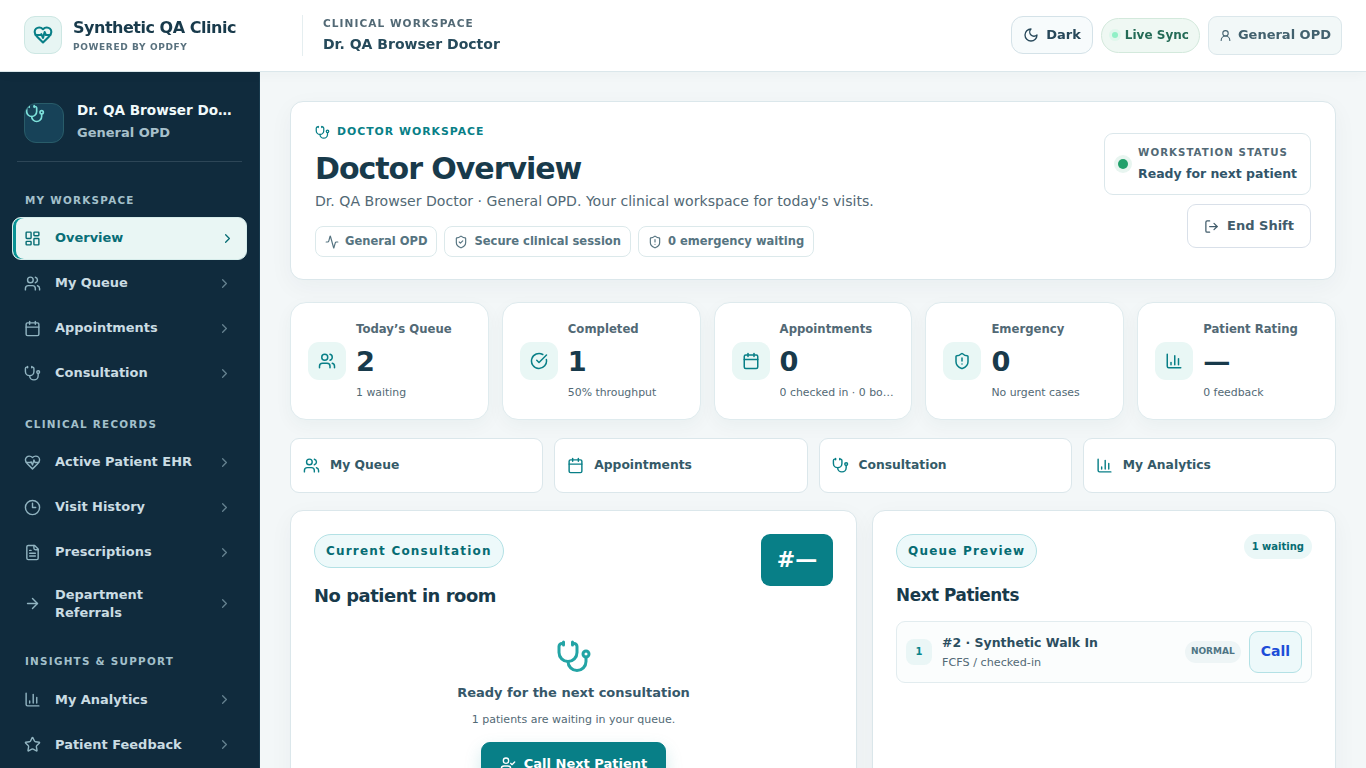 Synthetic QA Clinic
POWERED BY OPDFY
CLINICAL WORKSPACE
Dr. QA Browser Doctor
Dark
Live Sync
General OPD
Dr. QA Browser Do...
General OPD
MY WORKSPACE
Overview
My Queue
Appointments
Consultation
CLINICAL RECORDS
Active Patient EHR
Visit History
Prescriptions
Department
Referrals
INSIGHTS & SUPPORT
My Analytics
Patient Feedback
DOCTOR WORKSPACE
Doctor Overview
Dr. QA Browser Doctor · General OPD. Your clinical workspace for today's visits.
General OPD
Secure clinical session
0 emergency waiting
WORKSTATION STATUS
Ready for next patient
End Shift
Today’s Queue
2
1 waiting
Completed
1
50% throughput
Appointments
0
0 checked in · 0 bo...
Emergency
0
No urgent cases
Patient Rating
—
0 feedback
My Queue
Appointments
Consultation
My Analytics
Current Consultation
#—
No patient in room
Ready for the next consultation
1 patients are waiting in your queue.
Call Next Patient
Queue Preview
1 waiting
Next Patients
1
#2 · Synthetic Walk In
FCFS / checked-in
NORMAL
Call